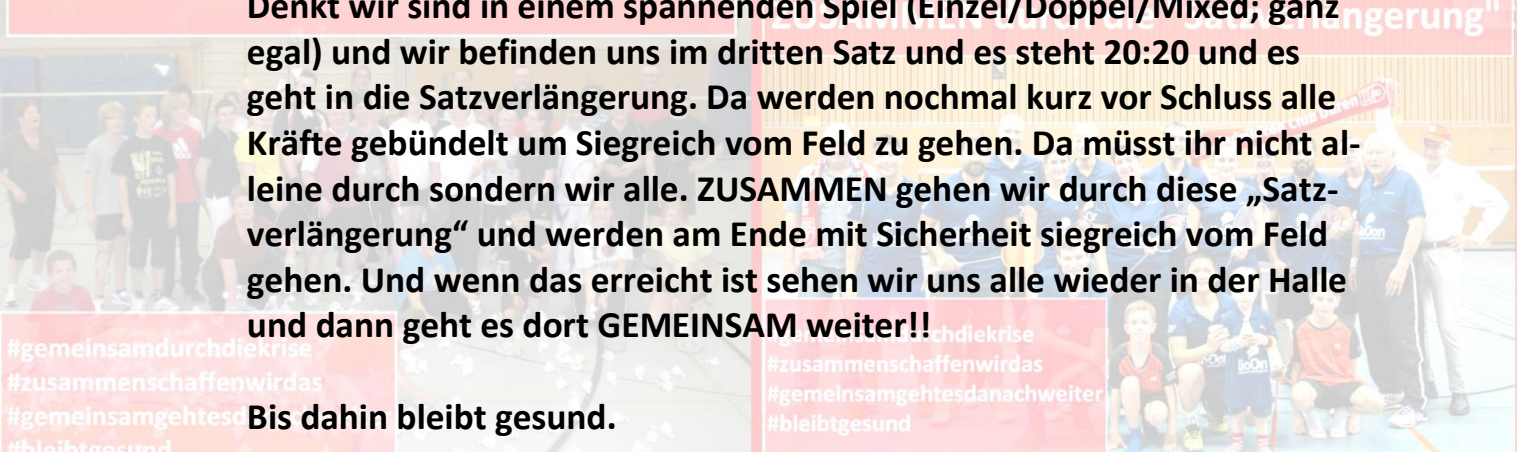 Denkt wir sind in einem spannenden Spiel (Einzel/Doppel/Mixed; ganz
ZUSAMMEN durch die "Satzverlängerung"
egal) und wir befinden uns im dritten Satz und es steht 20:20 und es
geht in die Satzverlängerung. Da werden nochmal kurz vor Schluss alle
Kräfte gebündelt um Siegreich vom Feld zu gehen. Da müsst ihr nicht al-
leine durch sondern wir alle. ZUSAMMEN gehen wir durch diese „Satz-
verlängerung“ und werden am Ende mit Sicherheit siegreich vom Feld
gehen. Und wenn das erreicht ist sehen wir uns alle wieder in der Halle
und dann geht es dort GEMEINSAM weiter!!
Bis dahin bleibt gesund.
#gemeinsamdurchdiekrise
#zusammenschaffenwirdas
#bleibtgesund
#gemeinsamdurchdiekrise
#zusammenschaffenwirdas
#gemeinsamgehtesdanachweiter
#bleibtgesund